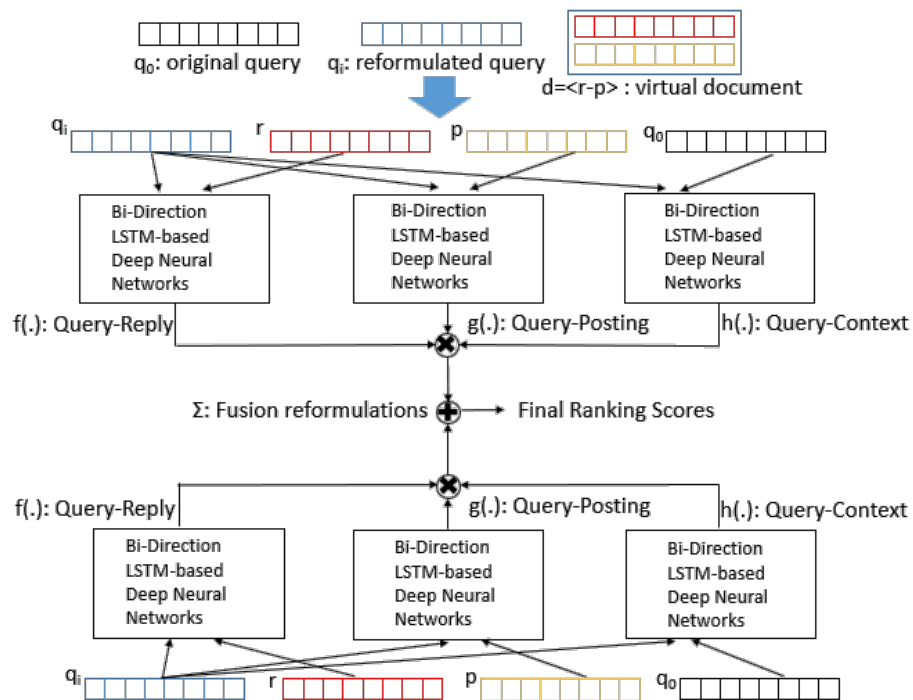 q0: original query
qi: reformulated query
d=<r-p> : virtual document
qi
r
p
q0
Bi-Direction
LSTM-based
Deep Neural
Networks
Bi-Direction
LSTM-based
Deep Neural
Networks
Bi-Direction
LSTM-based
Deep Neural
Networks
f(.): Query-Reply
g(.): Query-Posting
h(.): Query-Context
Σ: Fusion reformulations
Final Ranking Scores
f(.): Query-Reply
g(.): Query-Posting
h(.): Query-Context
Bi-Direction
LSTM-based
Deep Neural
Networks
Bi-Direction
LSTM-based
Deep Neural
Networks
Bi-Direction
LSTM-based
Deep Neural
Networks
qi
r
p
q0